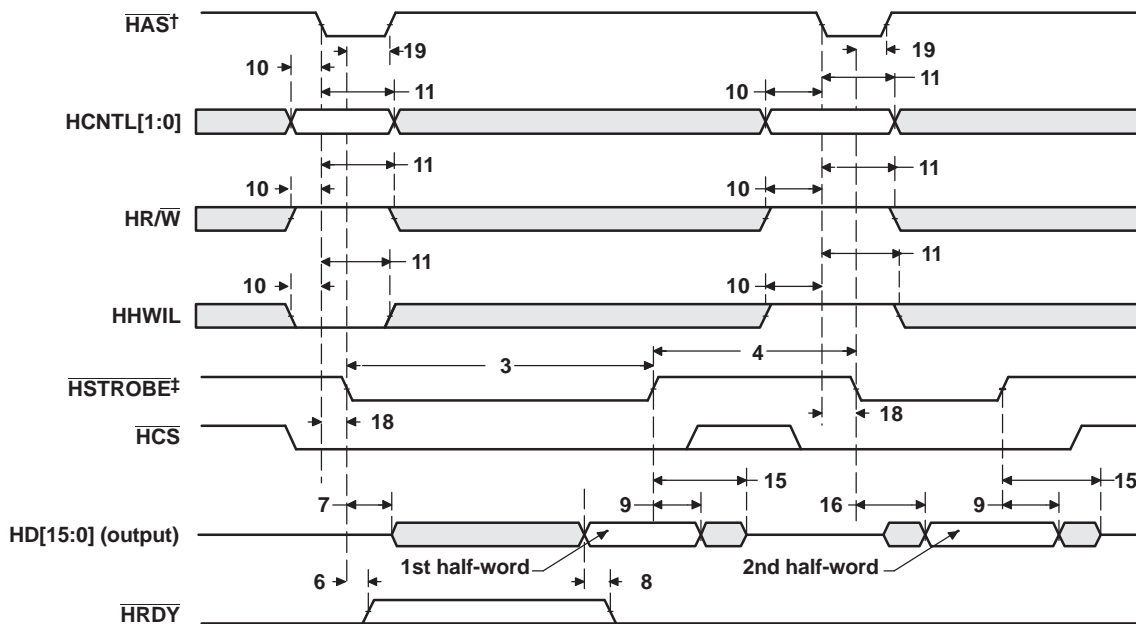 HAS†
19
19
10
11
10
11
HCNTL[1:0]
11
11
10
10
HR/W
11
11
10
10
HHWIL
3
4
HSTROBE‡
18
18
HCS
15
15
7
9
16
9
HD[15:0] (output)
1st half-word
2nd half-word
6
8
HRDY